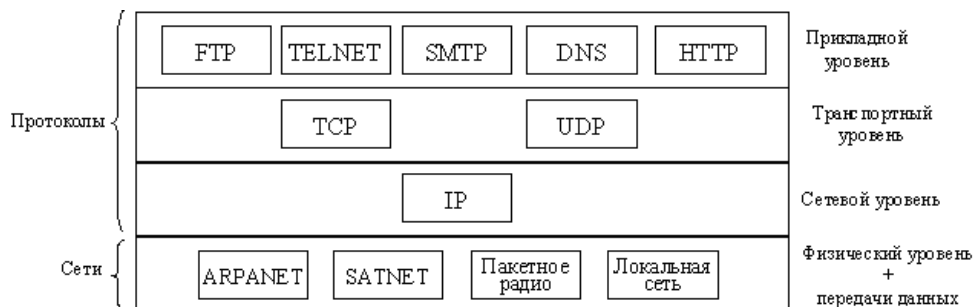 FTP TELNET SMTP DNS HTTP
Прикладной
уровень
Протоколы
TCP UDP
Транспортный
уровень
IP
Сетевой уровень
Сети
ARPANET SATNET Пакетное
радио Локальная
сеть
Физический уровень
+
передачи данных